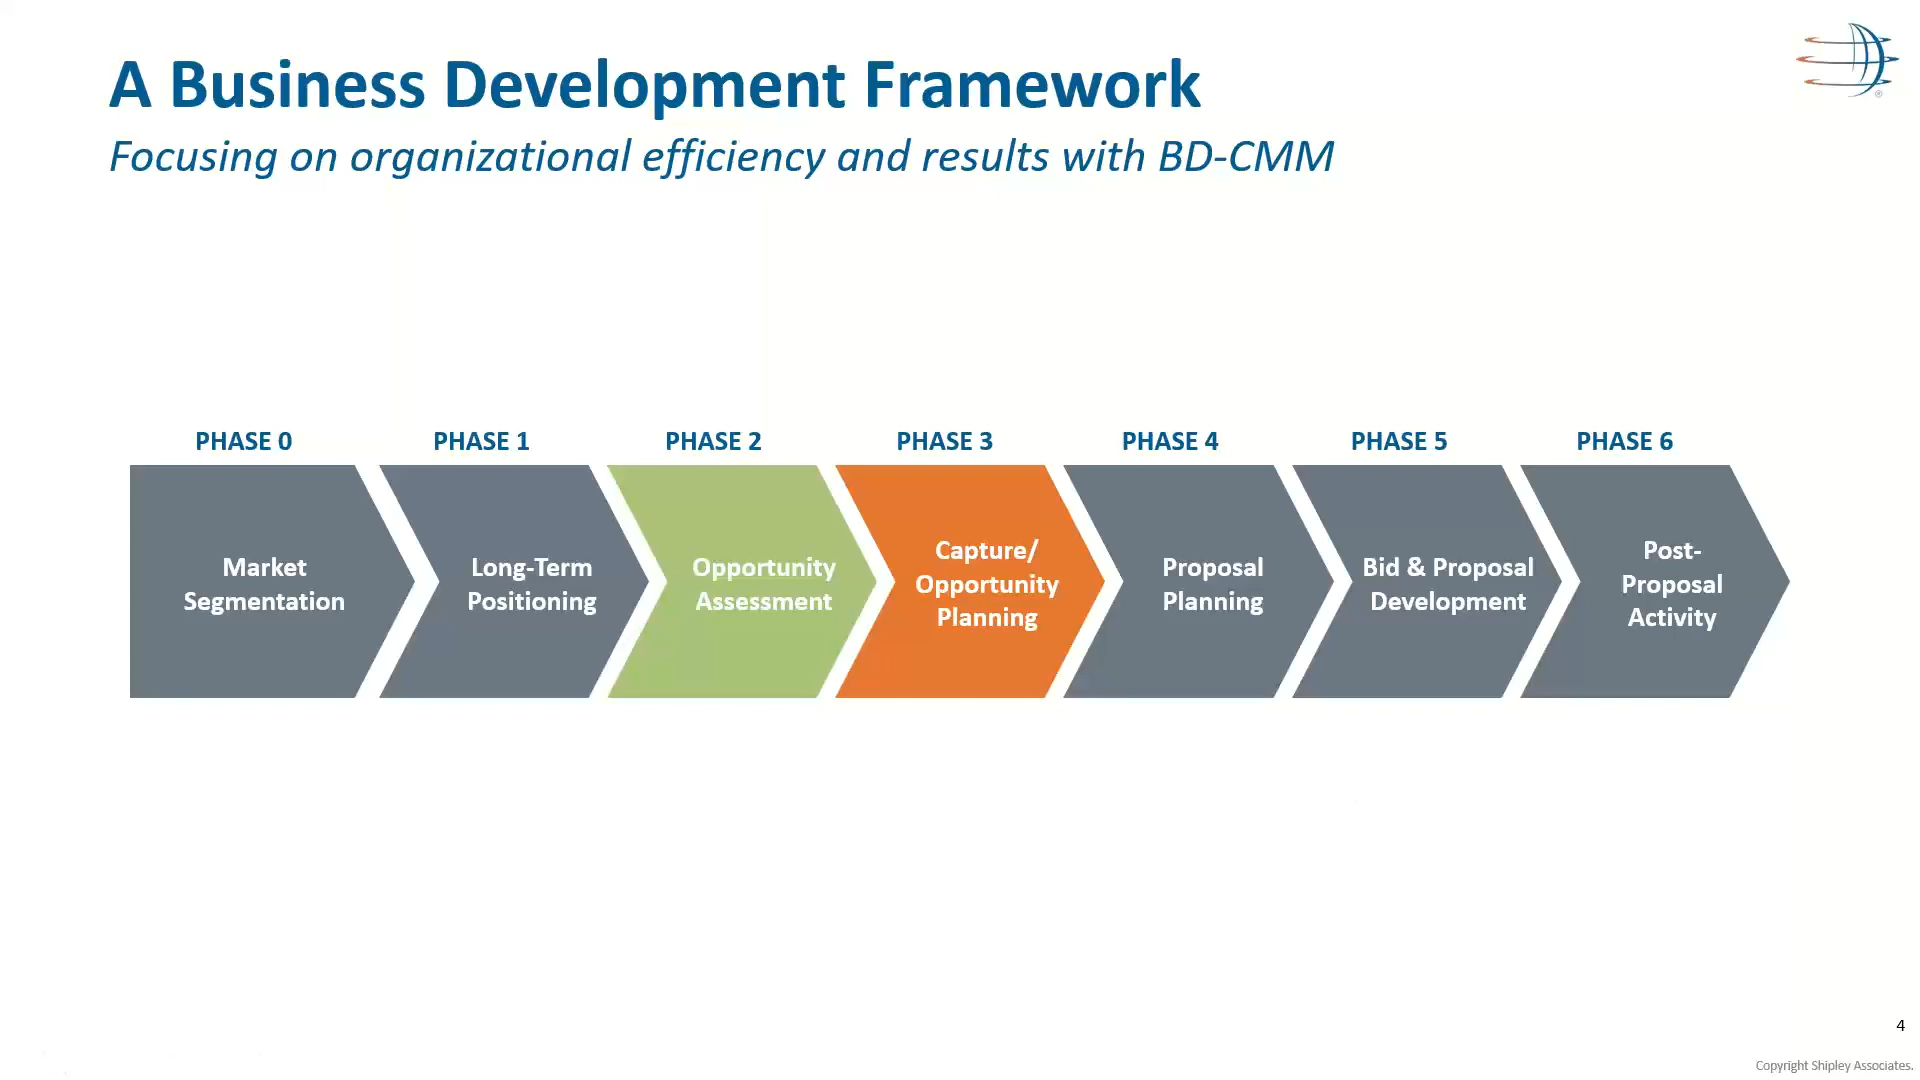 A Business Development Framework
Focusing on organizational efficiency and results with BD-CMM
PHASE 0
PHASE 1
PHASE 2
PHASE 3
PHASE 4
PHASE 5
PHASE 6
Market
Segmentation
Long-Term
Positioning
Opportunity
Assessment
Capture/
Opportunity
Planning
Proposal
Planning
Bid & Proposal
Development
Post-
Proposal
Activity
4
Copyright Shipley Associates.